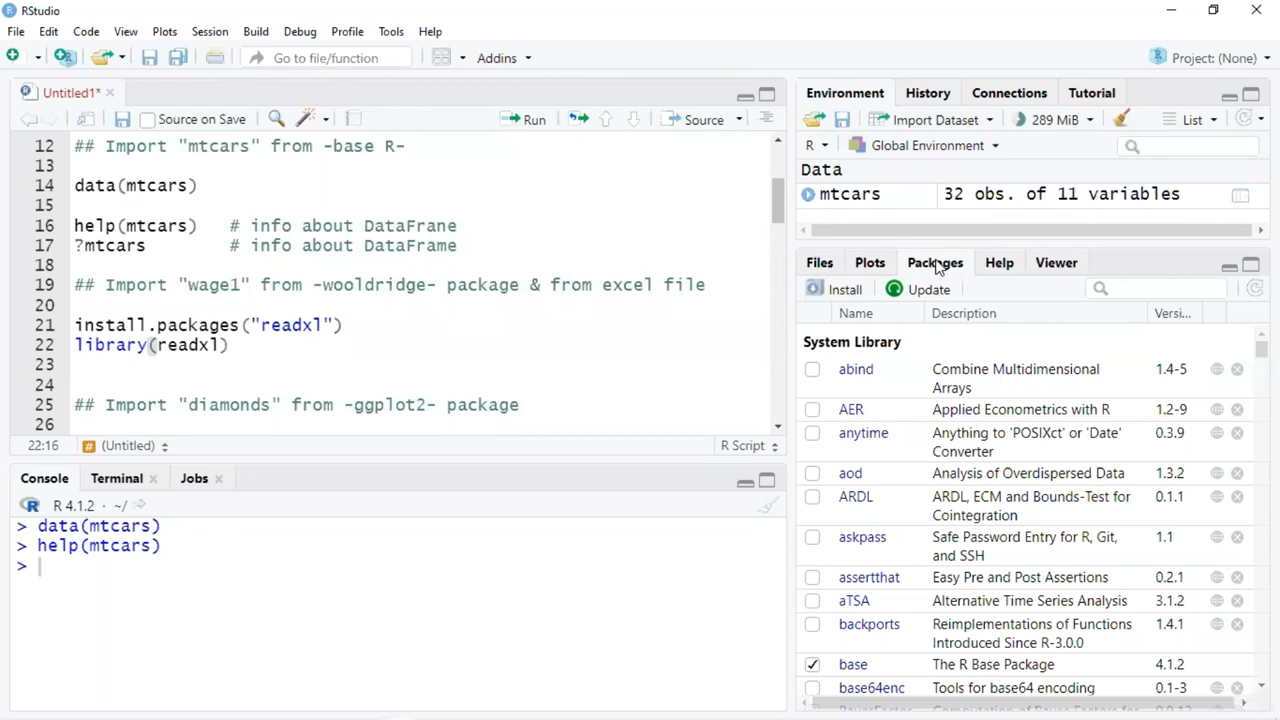 RStudio
File Edit Code View Plots Session Build Debug Profile Tools Help
Go to file/function Addins Project: (None)
Untitled1*
Source on Save Run Source
12 ## Import "mtcars" from -base R-
13
14 data(mtcars)
15
16 help(mtcars) # info about DataFrane
17 ?mtcars # info about DataFrame
18
19 ## Import "wage1" from -wooldridge- package & from excel file
20
21 install.packages("readxl")
22 library(readxl)
23
24
25 ## Import "diamonds" from -ggplot2- package
26
22:16 (Untitled) R Script
Console Terminal Jobs
R 4.1.2 · ~/
> data(mtcars)
> help(mtcars)
>
Environment History Connections Tutorial
Import Dataset 289 MiB List
R Global Environment
Data
mtcars 32 obs. of 11 variables
Files Plots Packages Help Viewer
Install Update
Name Description Versi...
System Library
abind Combine Multidimensional Arrays 1.4-5
AER Applied Econometrics with R 1.2-9
anytime Anything to 'POSIXct' or 'Date' Converter 0.3.9
aod Analysis of Overdispersed Data 1.3.2
ARDL ARDL, ECM and Bounds-Test for Cointegration 0.1.1
askpass Safe Password Entry for R, Git, and SSH 1.1
assertthat Easy Pre and Post Assertions 0.2.1
aTSA Alternative Time Series Analysis 3.1.2
backports Reimplementations of Functions Introduced Since R-3.0.0 1.4.1
base The R Base Package 4.1.2
base64enc Tools for base64 encoding 0.1-3